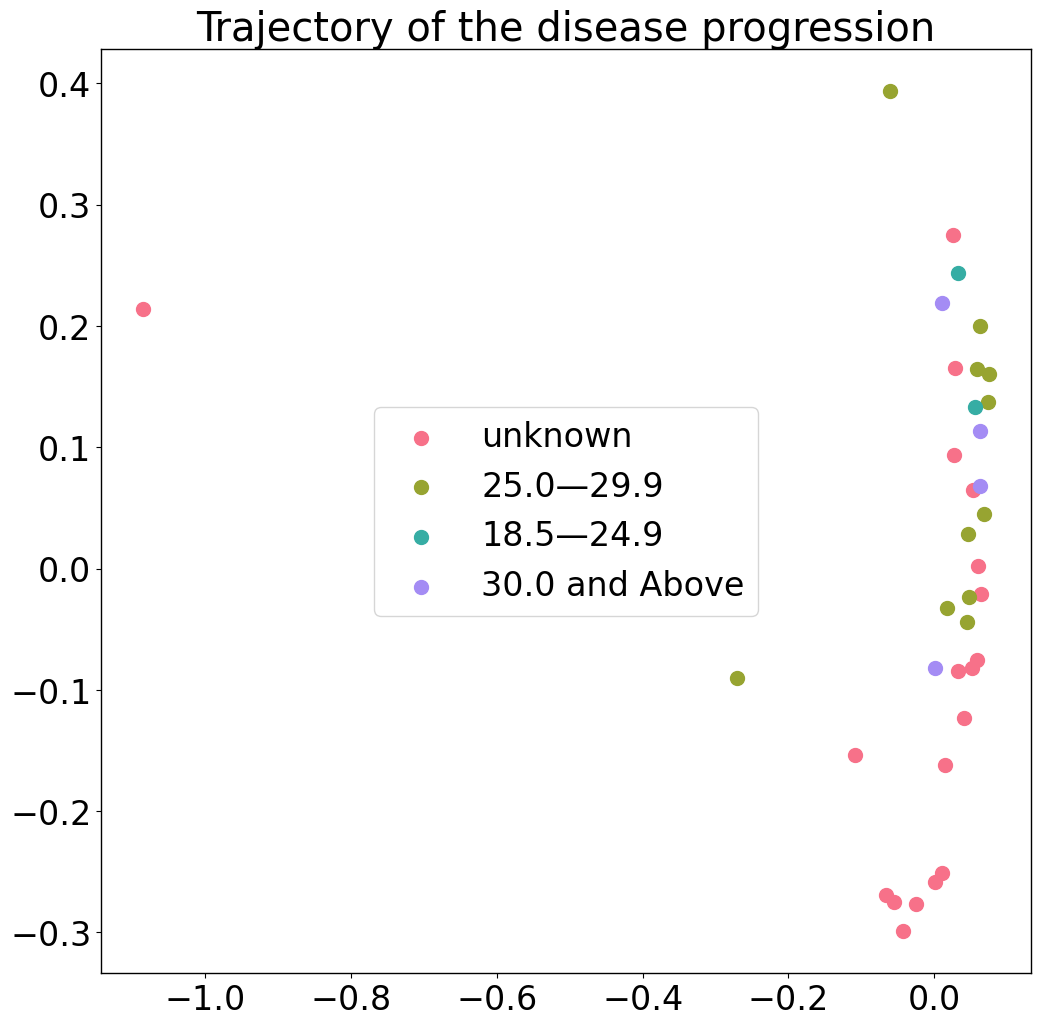 Trajectory of the disease progression
0.4
0.3
0.2
0.1
0.0
−0.1
−0.2
−0.3
unknown
25.0—29.9
18.5—24.9
30.0 and Above
−1.0 −0.8 −0.6 −0.4 −0.2 0.0